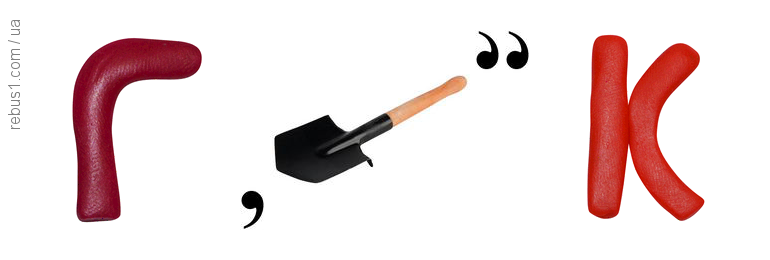 rebus1.com/ua
Г , ,, К